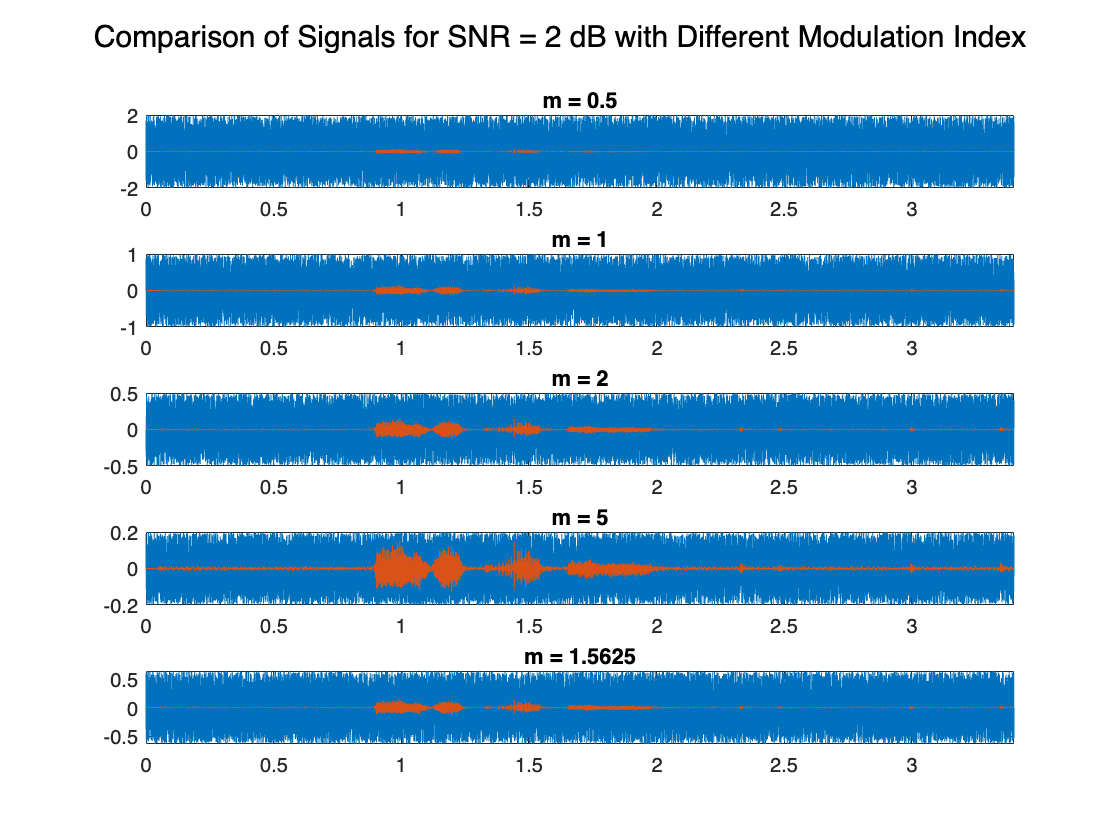 Comparison of Signals for SNR = 2 dB with Different Modulation Index
m = 0.5
2
0
-2
0 0.5 1 1.5 2 2.5 3
m = 1
1
0
-1
0 0.5 1 1.5 2 2.5 3
m = 2
0.5
0
-0.5
0 0.5 1 1.5 2 2.5 3
m = 5
0.2
0
-0.2
0 0.5 1 1.5 2 2.5 3
m = 1.5625
0.5
0
-0.5
0 0.5 1 1.5 2 2.5 3